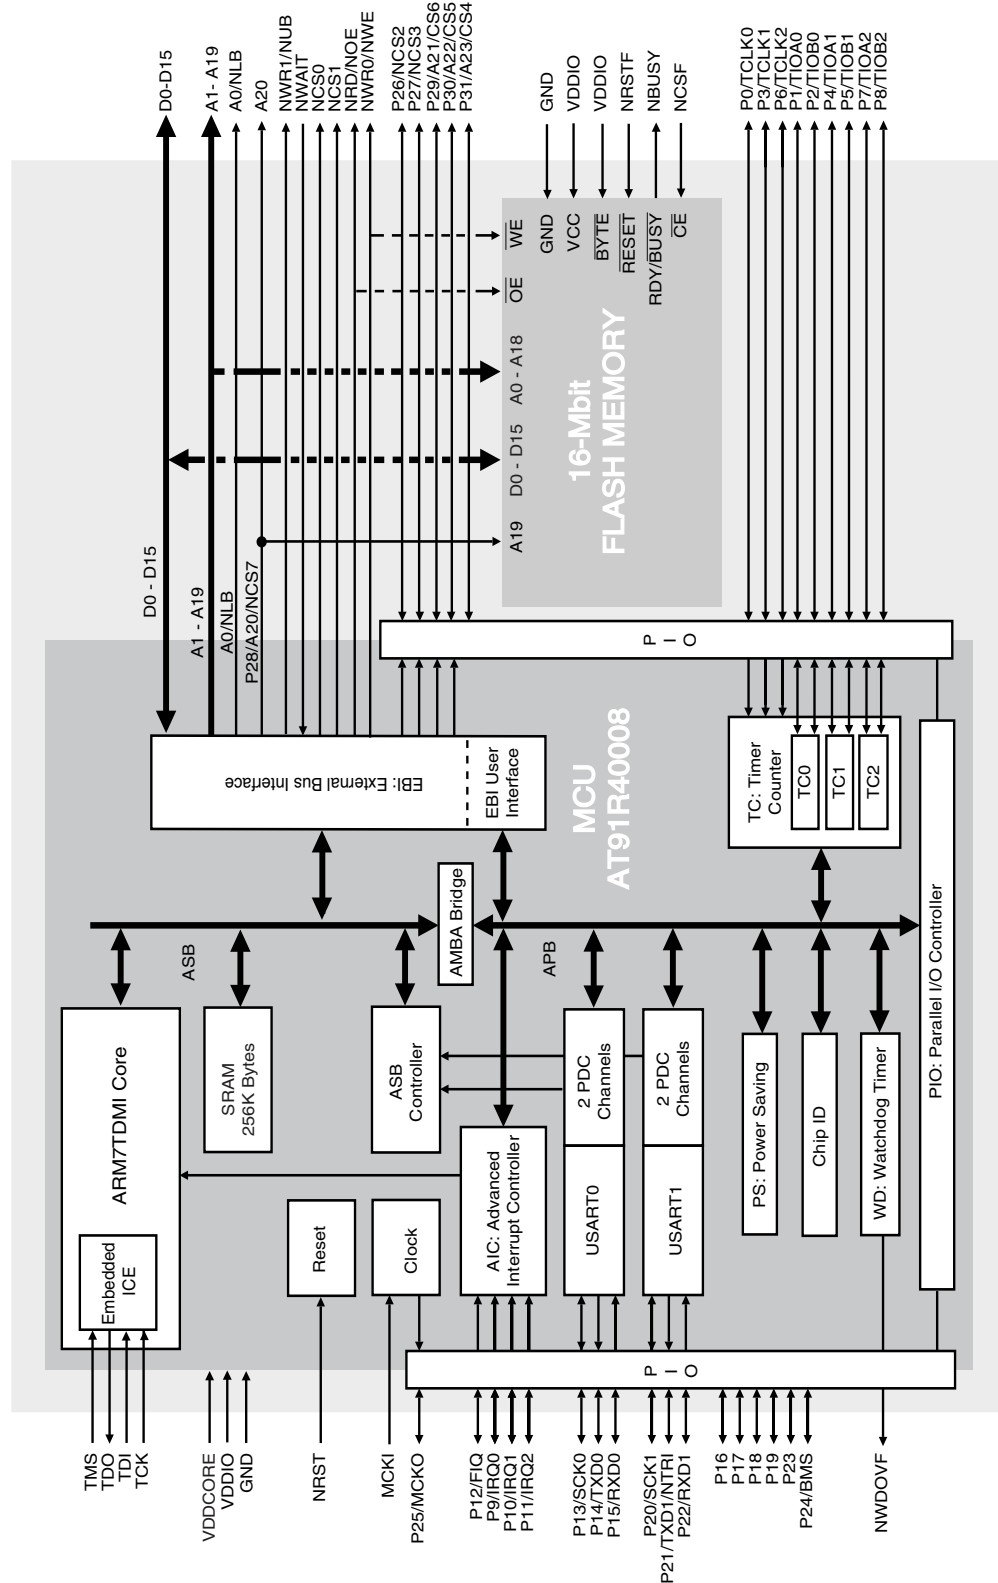 TMS
TDO
TDI
TCK
VDDCORE
VDDIO
GND
NRST
MCKI
P25/MCKO
P12/FIQ
P9/IRQ0
P10/IRQ1
P11/IRQ2
P13/SCK0
P14/TXD0
P15/RXD0
P20/SCK1
P21/TXD1/NTRI
P22/RXD1
P16
P17
P18
P19
P23
P24/BMS
NWDOVF
P I O
Embedded
ICE
ARM7TDMI Core
Reset
Clock
SRAM
256K Bytes
ASB
Controller
AIC: Advanced
Interrupt Controller
USART0
2 PDC
Channels
USART1
2 PDC
Channels
PS: Power Saving
Chip ID
WD: Watchdog Timer
PIO: Parallel I/O Controller
ASB
AMBA Bridge
APB
EBI: External Bus Interface
EBI User
Interface
MCU
AT91R40008
TC: Timer
Counter
TC0
TC1
TC2
P I O
D0 - D15
A1 - A19
A0/NLB
P28/A20/NCS7
A19
D0 - D15
A0 - A18
OE
WE
16-Mbit
FLASH MEMORY
GND
VCC
BYTE
RESET
RDY/BUSY
CE
D0-D15
A1- A19
A0/NLB
A20
NWR1/NUB
NWAIT
NCS0
NCS1
NRD/NOE
NWR0/NWE
P26/NCS2
P27/NCS3
P29/A21/CS6
P30/A22/CS5
P31/A23/CS4
GND
VDDIO
VDDIO
NRSTF
NBUSY
NCSF
P0/TCLK0
P3/TCLK1
P6/TCLK2
P1/TIOA0
P2/TIOB0
P4/TIOA1
P5/TIOB1
P7/TIOA2
P8/TIOB2